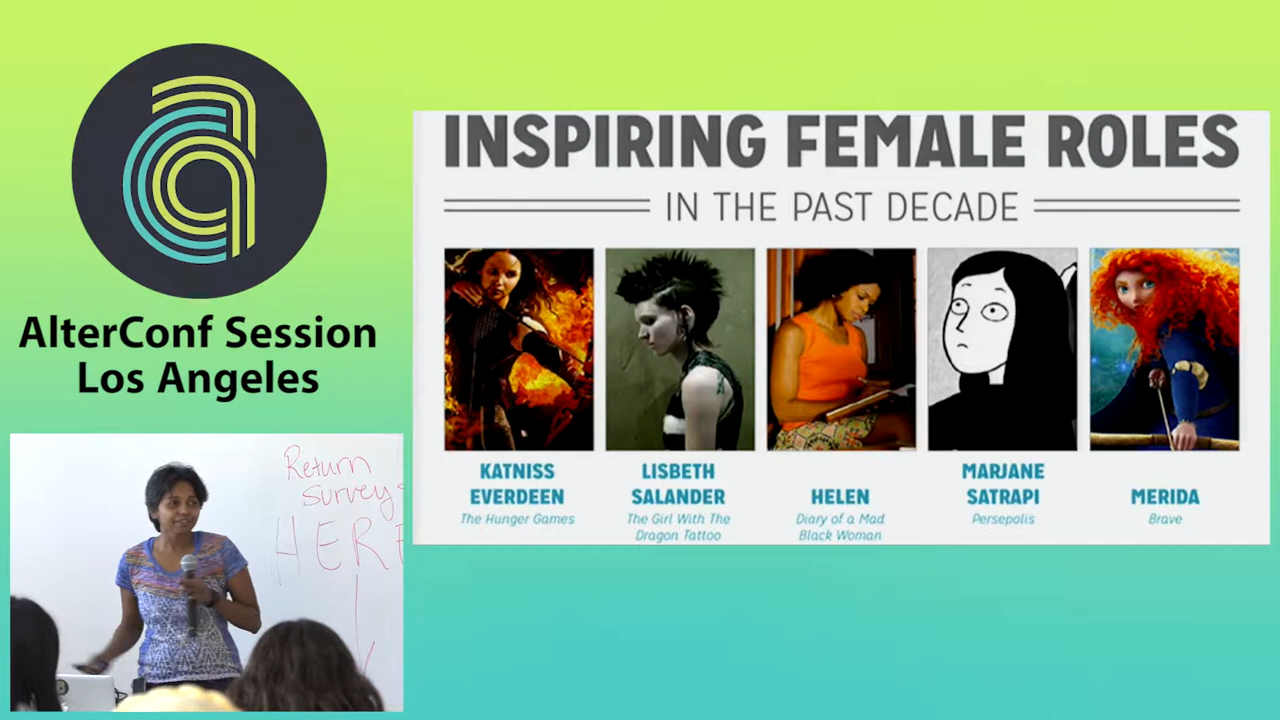 AlterConf Session
Los Angeles
INSPIRING FEMALE ROLES
IN THE PAST DECADE
KATNISS
EVERDEEN
The Hunger Games
LISBETH
SALANDER
The Girl With The
Dragon Tattoo
HELEN
Diary of a Mad
Black Woman
MARJANE
SATRAPI
Persepolis
MERIDA
Brave
Return
Surveys
HERE